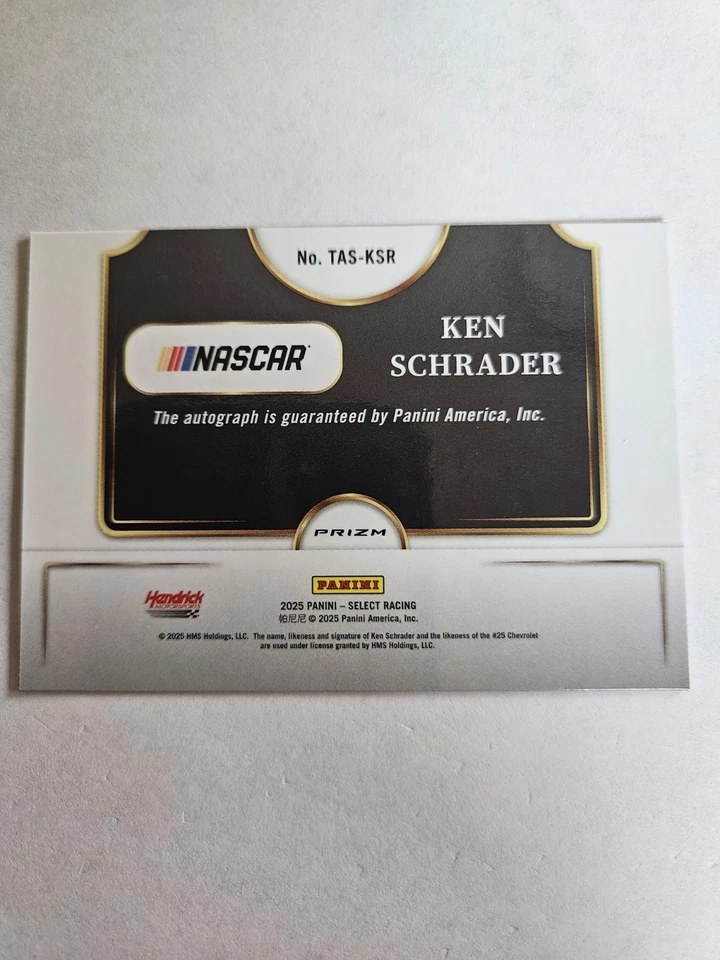 No. TAS-KSR
NASCAR
KEN
SCHRADER
The autograph is guaranteed by Panini America, Inc.
PRIZM
Hendrick
MOTORSPORTS
PANINI
2025 PANINI – SELECT RACING
帕尼尼 © 2025 Panini America, Inc.
© 2025 HMS Holdings, LLC. The name, likeness and signature of Ken Schrader and the likeness of the #25 Chevrolet
are used under license granted by HMS Holdings, LLC.